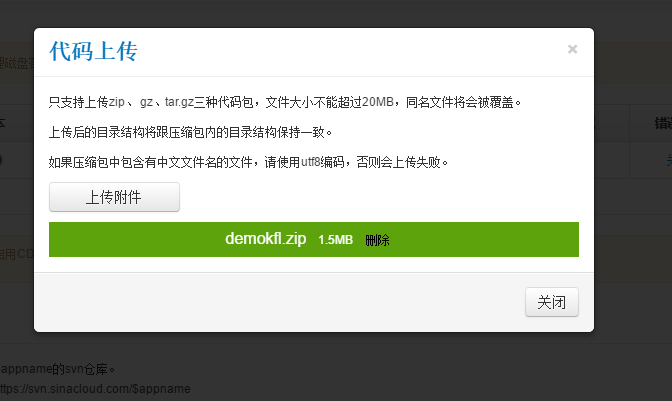 代码上传
×
只支持上传zip 、 gz 、tar.gz三种代码包，文件大小不能超过20MB，同名文件将会被覆盖。
上传后的目录结构将跟压缩包内的目录结构保持一致。
如果压缩包中包含有中文文件名的文件，请使用utf8编码，否则会上传失败。
上传附件
demokfl.zip 1.5MB 删除
关闭
启用CD
appname的svn仓库。
ttps://svn.sinacloud.com/$appname